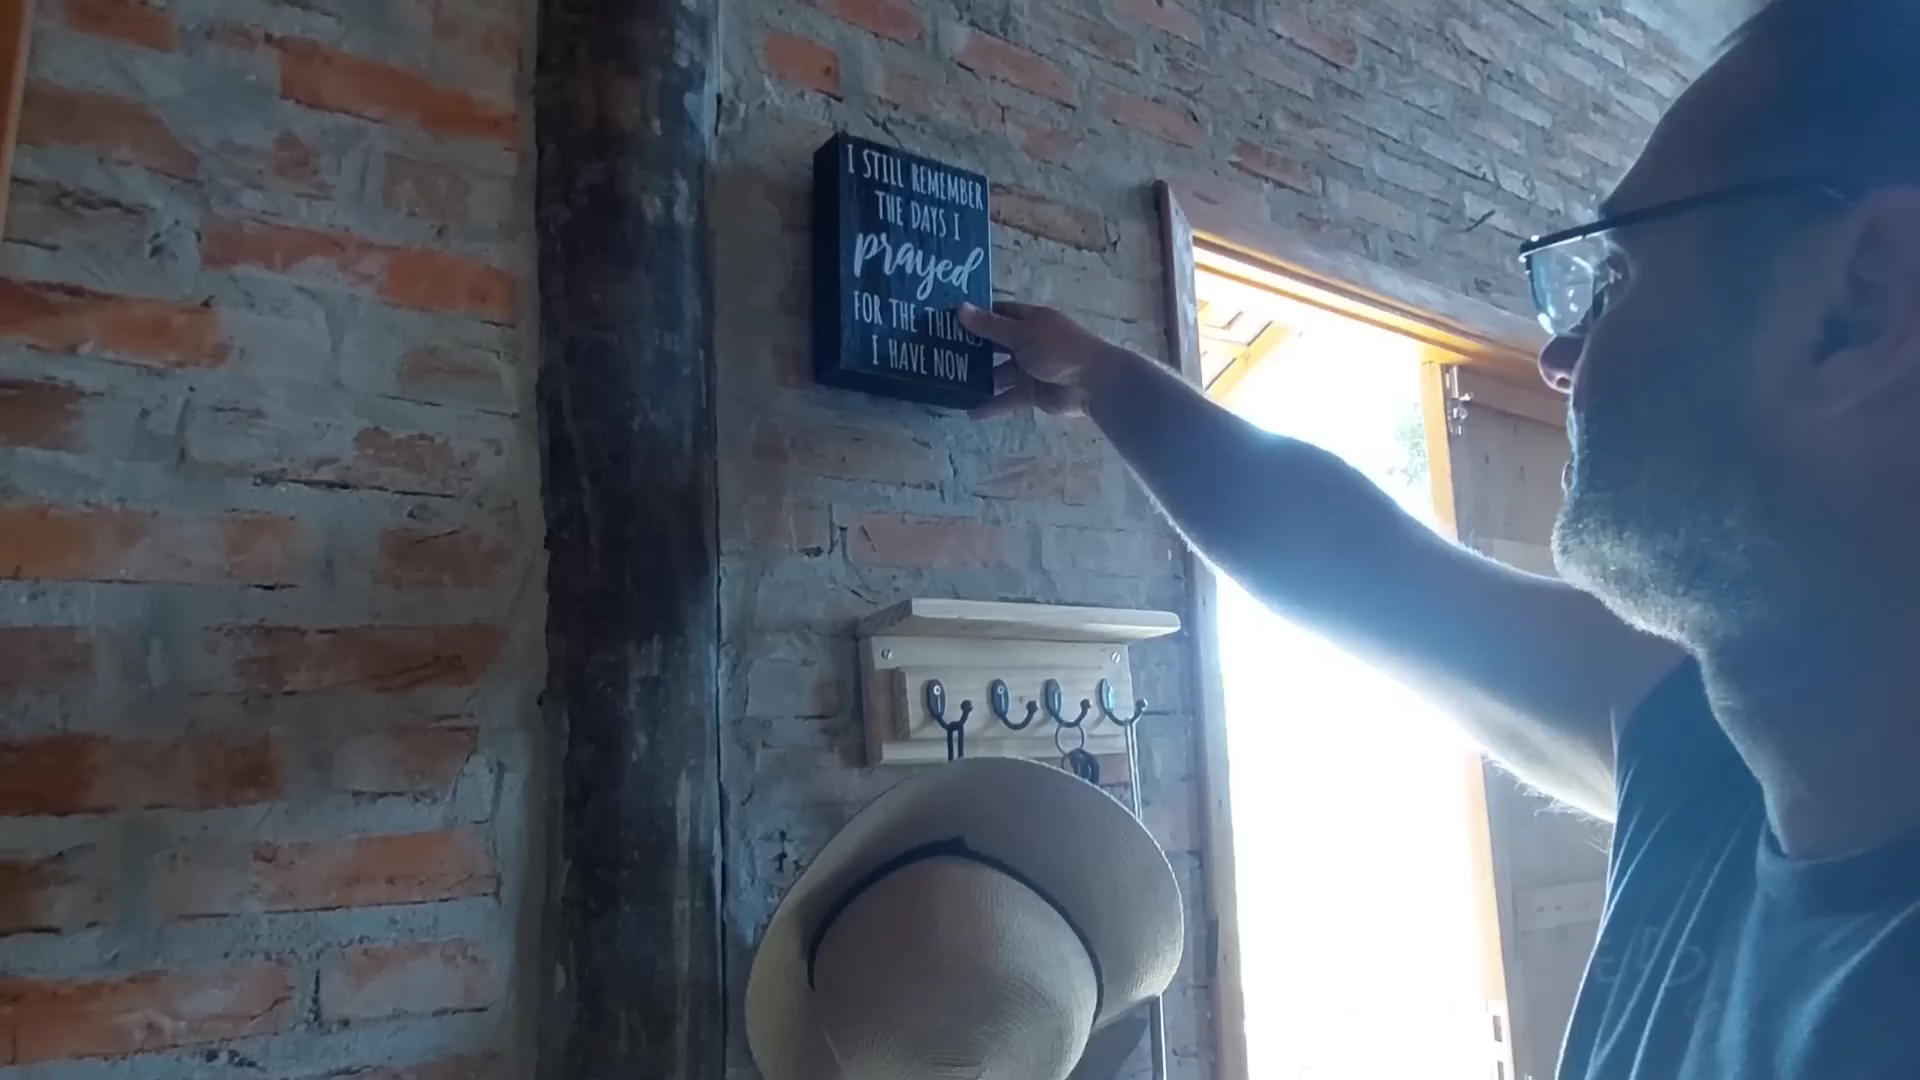 I STILL REMEMBER
THE DAYS I
prayed
FOR THE THINGS
I HAVE NOW